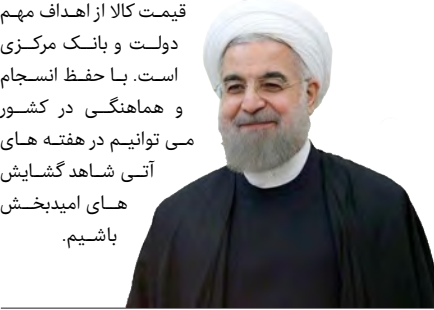 قیمت کالا از اهداف مهم
دولت و بانک مرکزی
است. با حفظ انسجام
و هماهنگی در کشور
می توانیم در هفته های
آتی شاهد گشایش
های امیدبخش
باشیم.